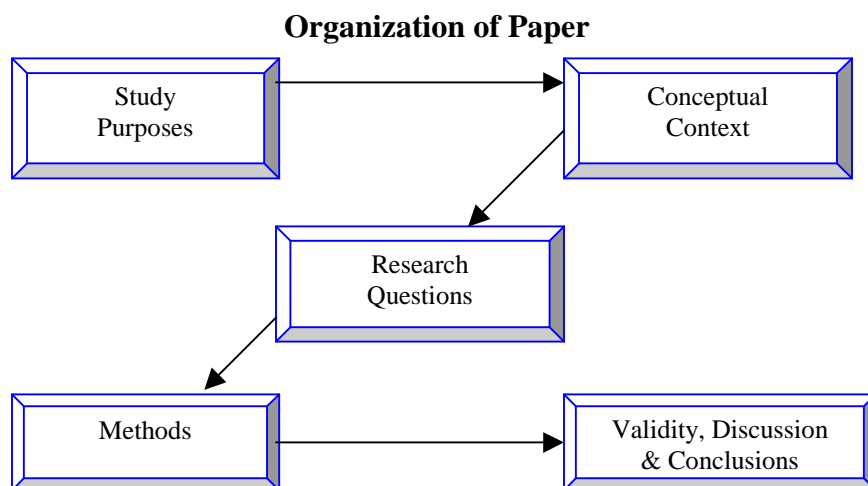 Organization of Paper
Study
Purposes
Conceptual
Context
Research
Questions
Methods
Validity, Discussion
& Conclusions